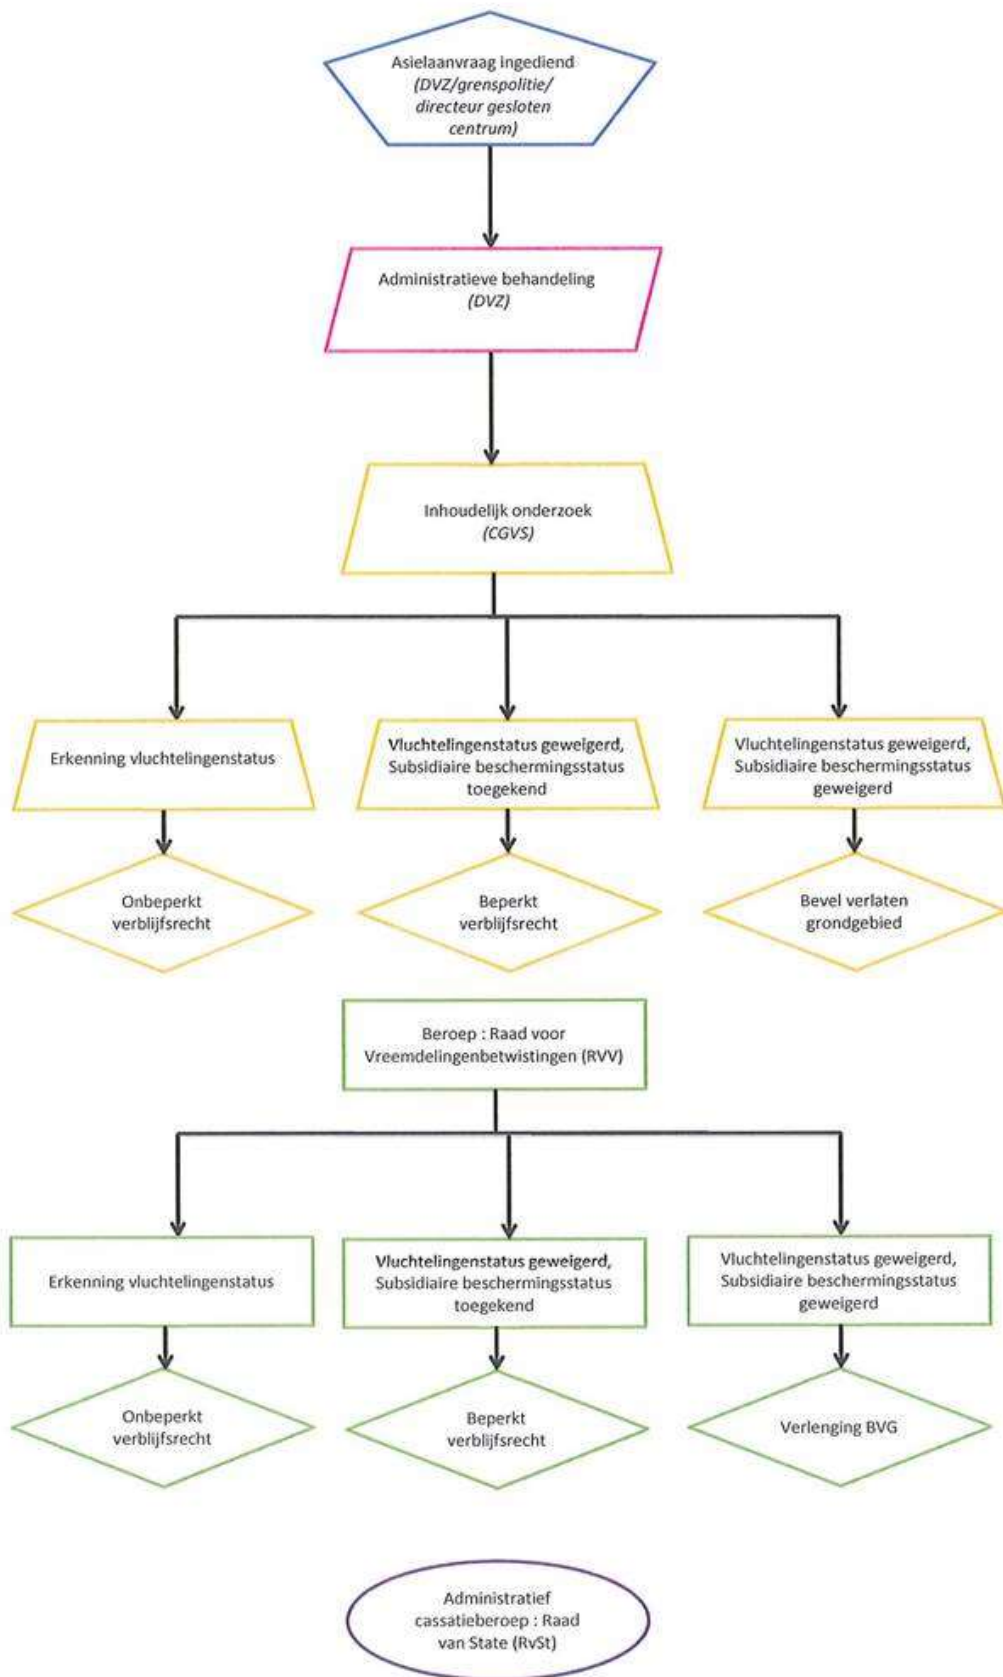 Asielaanvraag ingediend
(DVZ/grenspolitie/
directeur gesloten
centrum)
Administratieve behandeling
(DVZ)
Inhoudelijk onderzoek
(CGVS)
Erkenning vluchtelingenstatus
Vluchtelingenstatus geweigerd,
Subsidiaire beschermingsstatus
toegekend
Vluchtelingenstatus geweigerd,
Subsidiaire beschermingsstatus
geweigerd
Onbeperkt
verblijfsrecht
Beperkt
verblijfsrecht
Bevel verlaten
grondgebied
Beroep : Raad voor
Vreemdelingenbetwistingen (RVV)
Erkenning vluchtelingenstatus
Vluchtelingenstatus geweigerd,
Subsidiaire beschermingsstatus
toegekend
Vluchtelingenstatus geweigerd,
Subsidiaire beschermingsstatus
geweigerd
Onbeperkt
verblijfsrecht
Beperkt
verblijfsrecht
Verlenging BVG
Administratief
cassatieberoep : Raad
van State (RvSt)